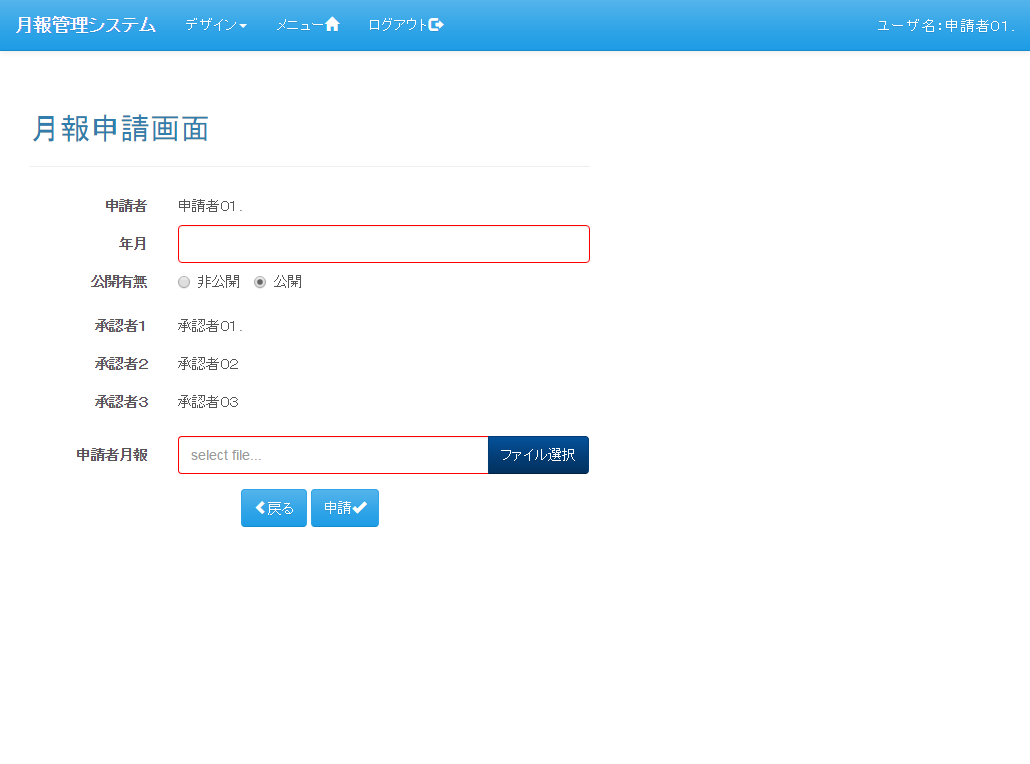 月報管理システム デザイン メニュー ログアウト ユーザ名：申請者01.
月報申請画面
申請者 申請者01.
年月
公開有無 非公開 公開
承認者1 承認者01.
承認者2 承認者02
承認者3 承認者03
申請者月報 select file... ファイル選択
戻る 申請